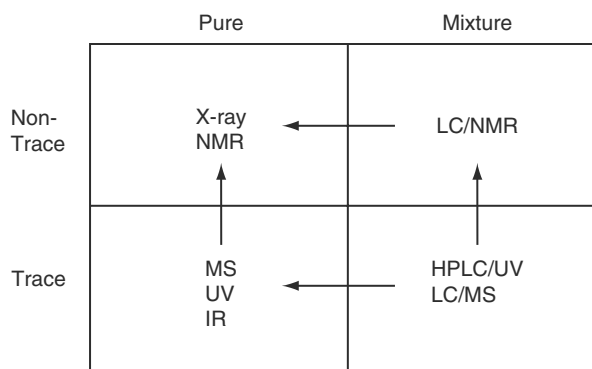 Pure
Mixture
Non-
Trace
X-ray
NMR
LC/NMR
Trace
MS
UV
IR
HPLC/UV
LC/MS